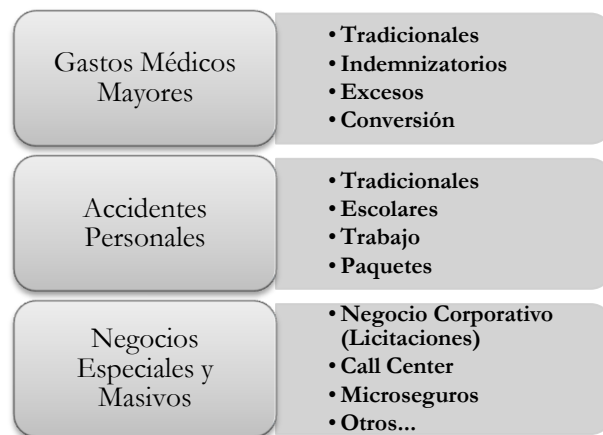 Gastos Médicos
Mayores
• Tradicionales
• Indemnizatorios
• Excesos
• Conversión
Accidentes
Personales
• Tradicionales
• Escolares
• Trabajo
• Paquetes
Negocios
Especiales y
Masivos
• Negocio Corporativo
(Licitaciones)
• Call Center
• Microseguros
• Otros...